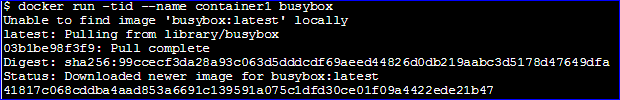 $ docker run -tid --name container1 busybox
Unable to find image 'busybox:latest' locally
latest: Pulling from library/busybox
03b1be98f3f9: Pull complete
Digest: sha256:99ccecf3da28a93c063d5dddcdf69aeed44826d0db219aabc3d5178d47649dfa
Status: Downloaded newer image for busybox:latest
41817c068cddba4aad853a6691c139591a075c1dfd30ce01f09a4422ede21b47